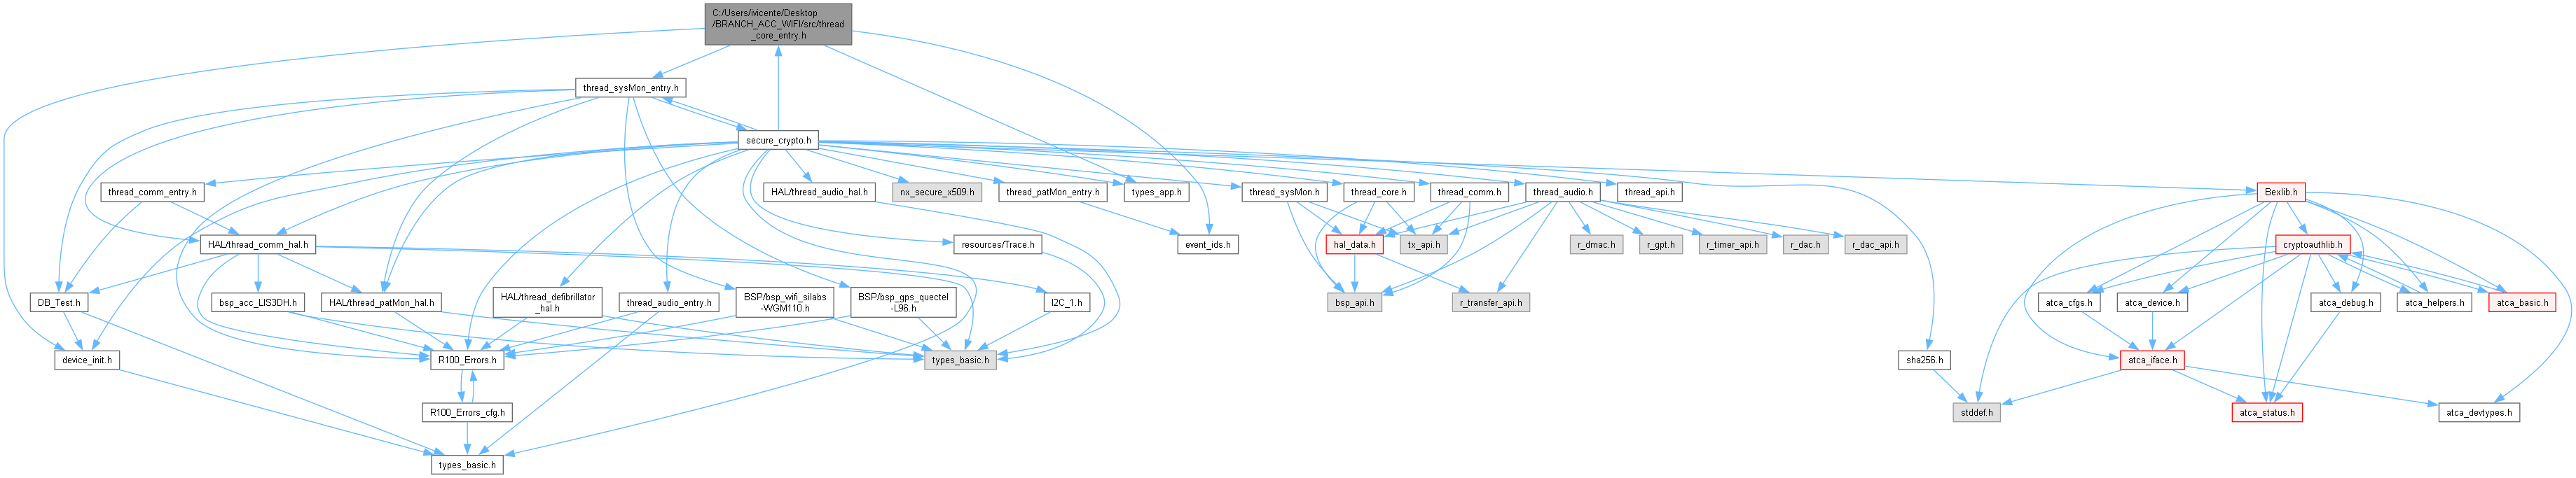 C:/Users/ivicente/Desktop
/BRANCH_ACC_WIFI/src/thread
_core_entry.h
thread_sysMon_entry.h
secure_crypto.h
thread_comm_entry.h
HAL/thread_audio_hal.h
nx_secure_x509.h
thread_patMon_entry.h
types_app.h
thread_sysMon.h
thread_core.h
thread_comm.h
thread_audio.h
thread_api.h
Bexlib.h
HAL/thread_comm_hal.h
resources/Trace.h
event_ids.h
hal_data.h
tx_api.h
r_dmac.h
r_gpt.h
r_timer_api.h
r_dac.h
r_dac_api.h
cryptoauthlib.h
DB_Test.h
bsp_acc_LIS3DH.h
HAL/thread_patMon_hal.h
HAL/thread_defibrillator
_hal.h
thread_audio_entry.h
BSP/bsp_wifi_silabs
-WGM110.h
BSP/bsp_gps_quectel
-L96.h
I2C_1.h
bsp_api.h
r_transfer_api.h
atca_cfgs.h
atca_device.h
atca_debug.h
atca_helpers.h
atca_basic.h
device_init.h
R100_Errors.h
types_basic.h
sha256.h
atca_iface.h
R100_Errors_cfg.h
stddef.h
atca_status.h
atca_devtypes.h
types_basic.h